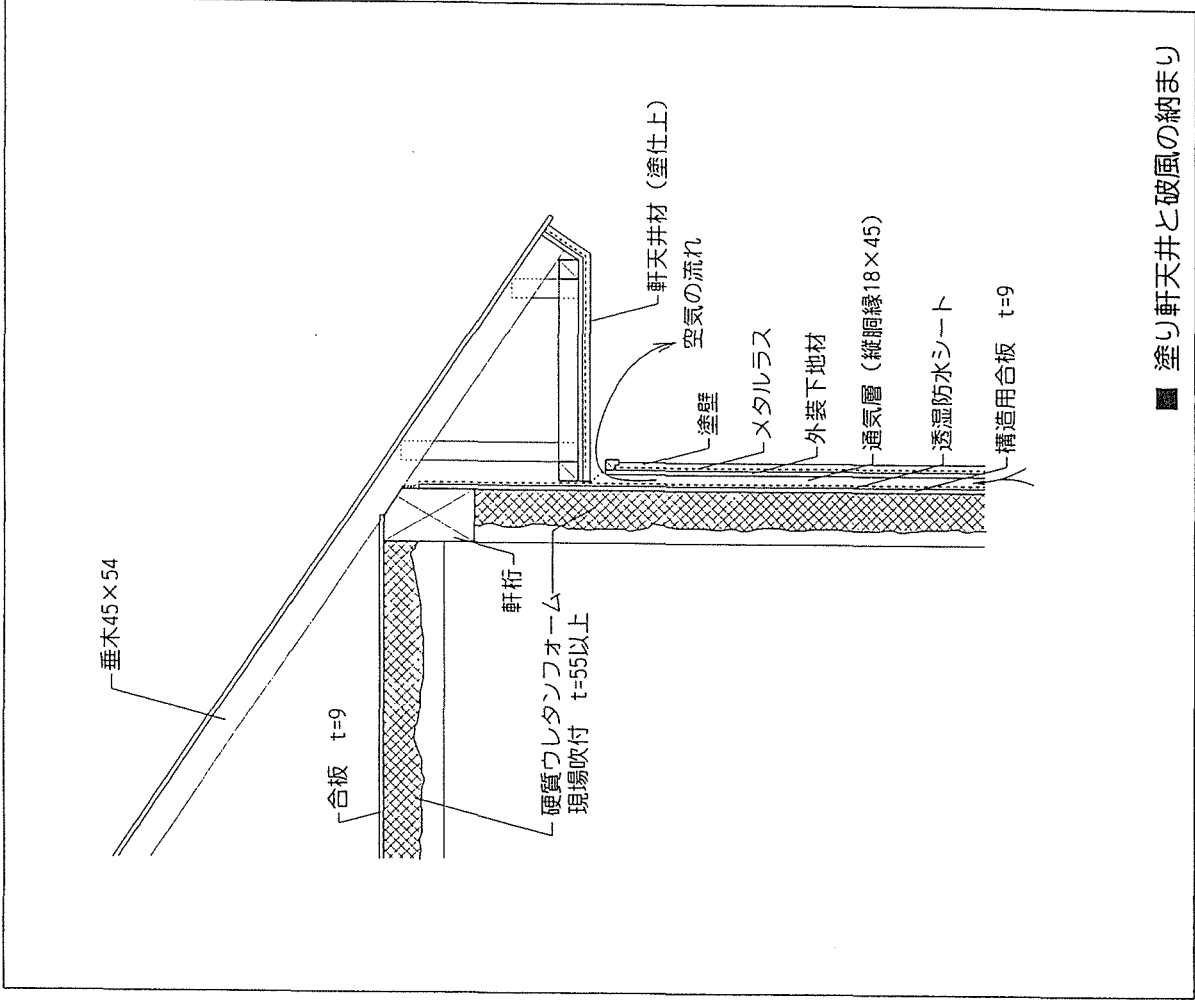 垂木45×54
合板 t=9
硬質ウレタンフォーム
現場吹付 t=55以上
軒桁
軒天井材（塗仕上）
空気の流れ
塗壁
メタルラス
外装下地材
通気層（縦胴縁18×45）
透湿防水シート
構造用合板 t=9
■ 塗り軒天井と破風の納まり